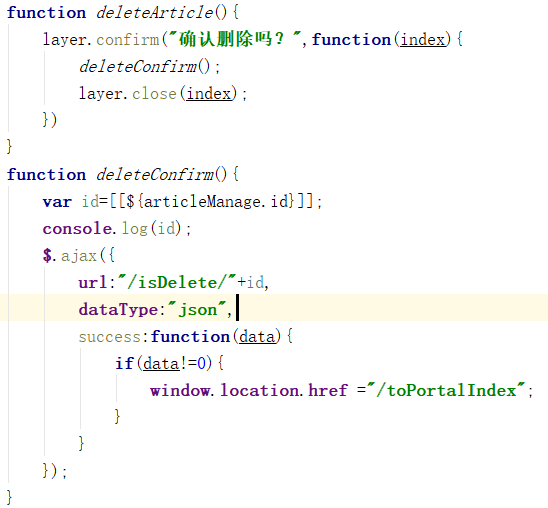 function deleteArticle(){
    layer.confirm("确认删除吗？",function(index){
        deleteConfirm();
        layer.close(index);
    })
}
function deleteConfirm(){
    var id=[[${articleManage.id}]];
    console.log(id);
    $.ajax({
        url:"/isDelete/"+id,
        dataType:"json",
        success:function(data){
            if(data!=0){
                window.location.href ="/toPortalIndex";
            }
        }
    });
}